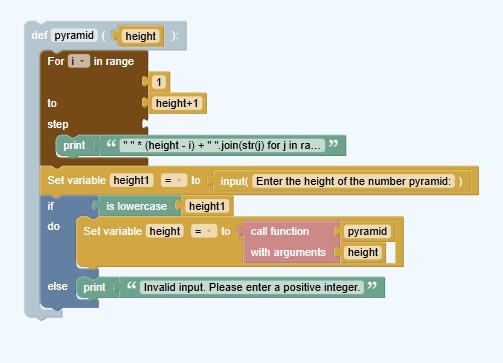 def pyramid ( height ):
For i in range
1
to height+1
step
print “ " " * (height - i) + " ".join(str(j) for j in ra... ”
Set variable height1 = to input( Enter the height of the number pyramid: )
if is lowercase height1
do Set variable height = to call function pyramid
with arguments height
else print “ Invalid input. Please enter a positive integer. ”